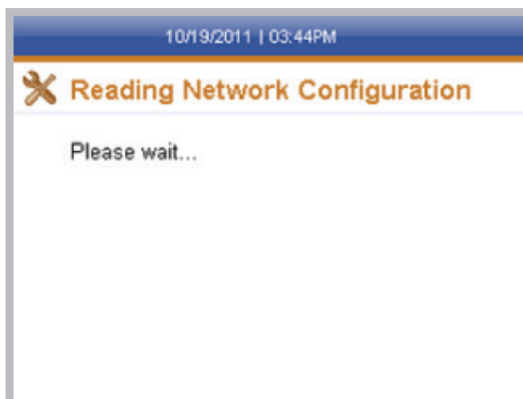 10/19/2011 | 03:44PM
Reading Network Configuration
Please wait...